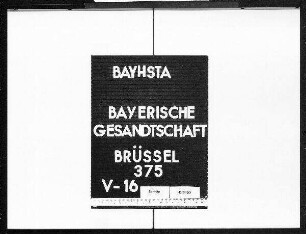 BAYHSTA
BAYERISCHE
GESANDTSCHAFT
BRÜSSEL
375
V-16